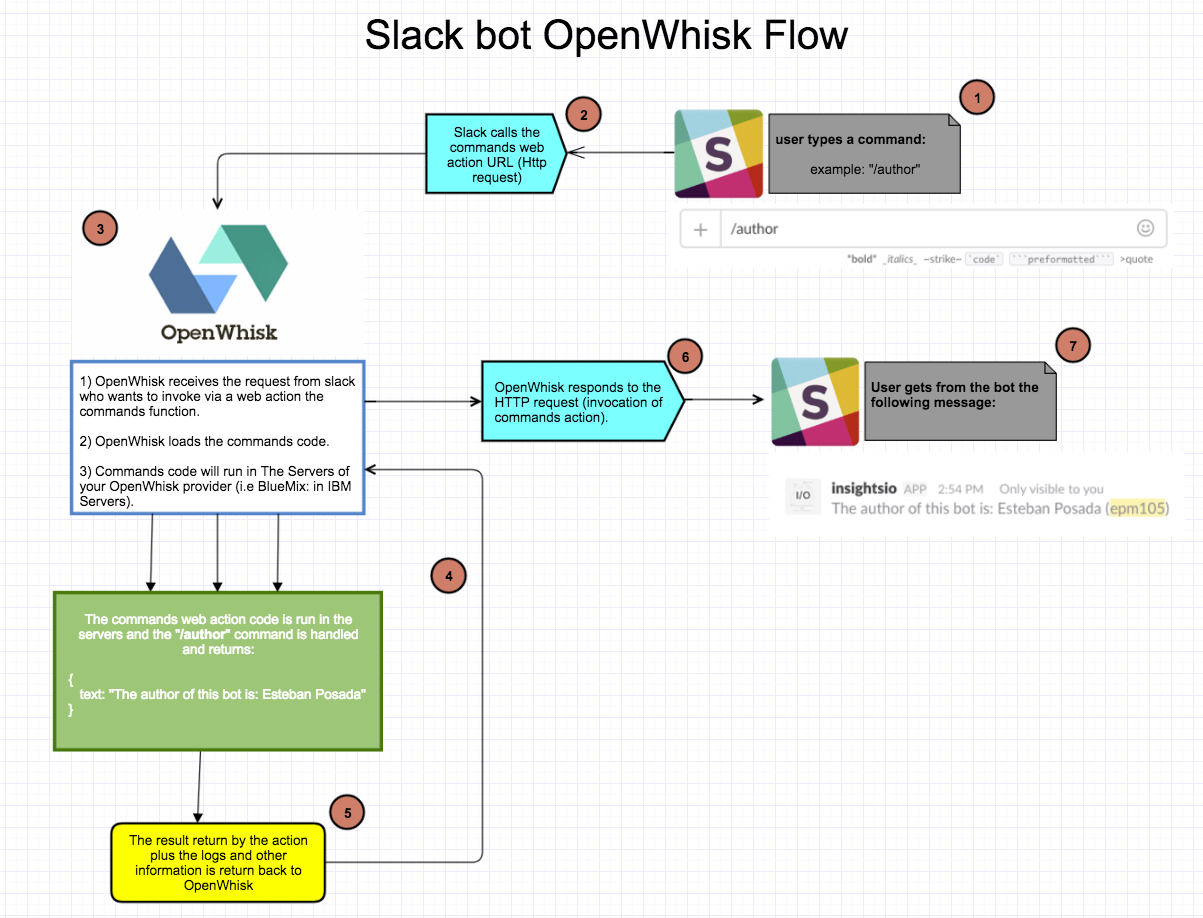 Slack bot OpenWhisk Flow
1
user types a command:
example: "/author"
S
2
Slack calls the
commands web
action URL (Http
request)
+ /author
*bold* _italics_ ~strike~ `code` ```preformatted``` >quote
3
OpenWhisk
1) OpenWhisk receives the request from slack
who wants to invoke via a web action the
commands function.
2) OpenWhisk loads the commands code.
3) Commands code will run in The Servers of
your OpenWhisk provider (i.e BlueMix: in IBM
Servers).
4
The commands web action code is run in the
servers and the "/author" command is handled
and returns:
{
text: "The author of this bot is: Esteban Posada"
}
5
The result return by the action
plus the logs and other
information is return back to
OpenWhisk
6
OpenWhisk responds to the
HTTP request (invocation of
commands action).
7
S
User gets from the bot the
following message:
I/O
insightsio APP 2:54 PM Only visible to you
The author of this bot is: Esteban Posada (epm105)